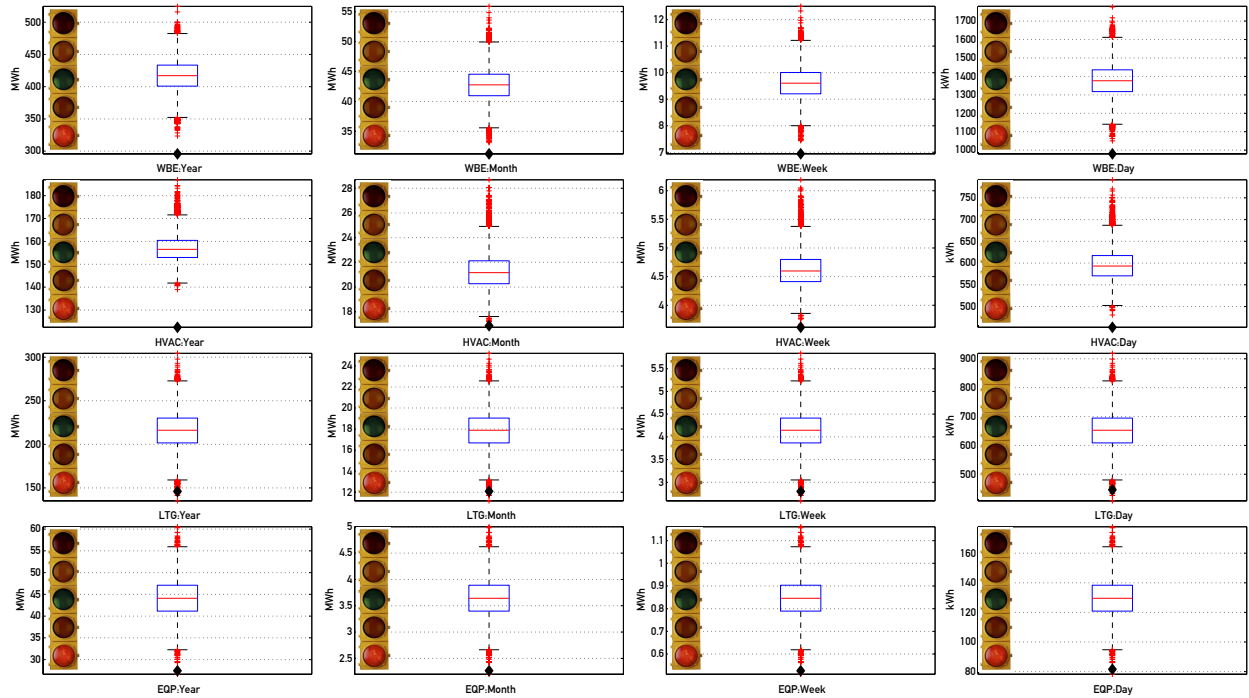 500
450
400
350
300
MWh
WBE:Year
55
50
45
40
35
MWh
WBE:Month
12
11
10
9
8
7
MWh
WBE:Week
1700
1600
1500
1400
1300
1200
1100
1000
kWh
WBE:Day
180
170
160
150
140
130
MWh
HVAC:Year
28
26
24
22
20
18
MWh
HVAC:Month
6
5.5
5
4.5
4
MWh
HVAC:Week
750
700
650
600
550
500
kWh
HVAC:Day
300
250
200
150
MWh
LTG:Year
24
22
20
18
16
14
12
MWh
LTG:Month
5.5
5
4.5
4
3.5
3
MWh
LTG:Week
900
800
700
600
500
kWh
LTG:Day
60
55
50
45
40
35
30
MWh
EQP:Year
5
4.5
4
3.5
3
2.5
MWh
EQP:Month
1.1
1
0.9
0.8
0.7
0.6
MWh
EQP:Week
160
140
120
100
80
kWh
EQP:Day